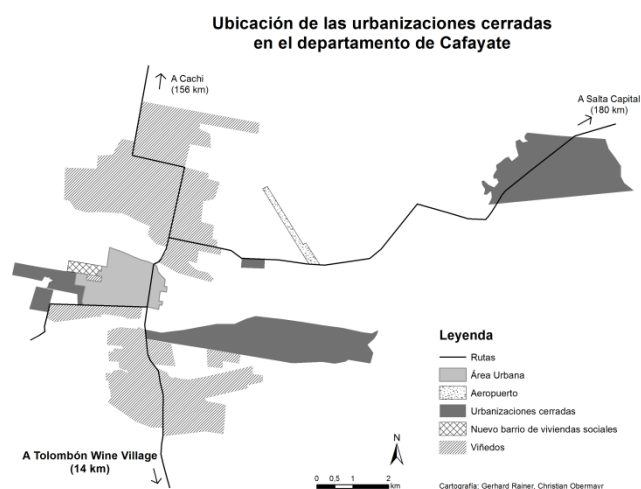 Ubicación de las urbanizaciones cerradas
en el departamento de Cafayate
A Cachi
(156 km)
A Salta Capital
(180 km)
Leyenda
Rutas
Área Urbana
Aeropuerto
Urbanizaciones cerradas
Nuevo barrio de viviendas sociales
Viñedos
A Tolombón Wine Village
(14 km)
N
0 0,5 1 2
km
Cartografía: Gerhard Rainer, Christian Obermayr